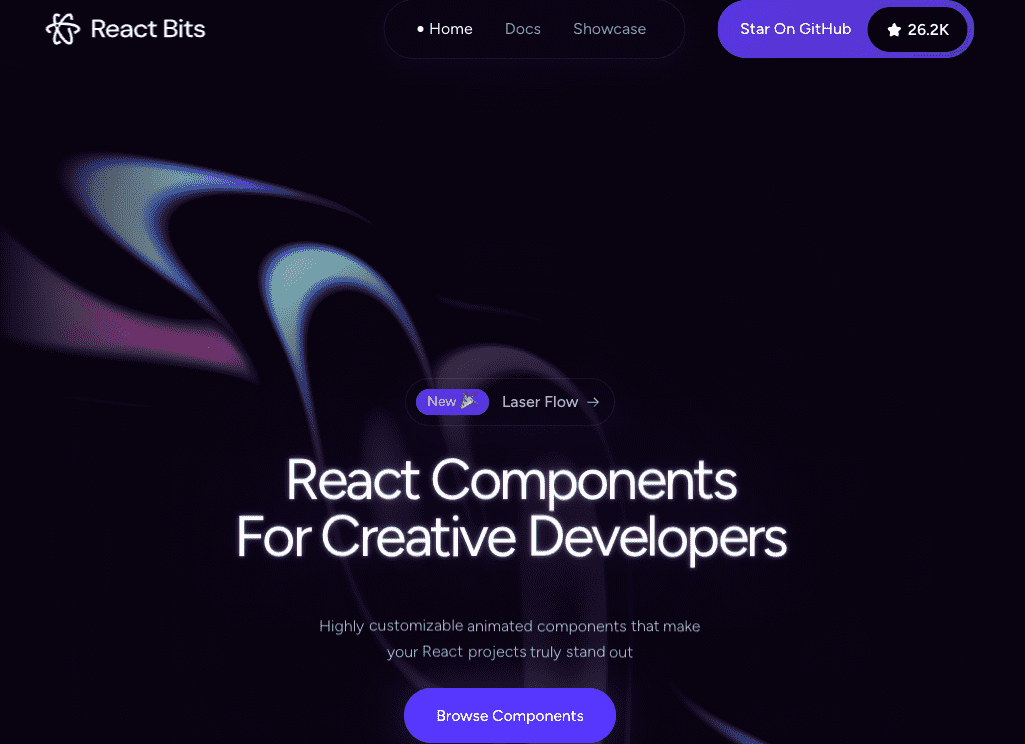 React Bits
Home Docs Showcase
Star On GitHub 26.2K
New 🎉 Laser Flow →
React Components
For Creative Developers
Highly customizable animated components that make
your React projects truly stand out
Browse Components